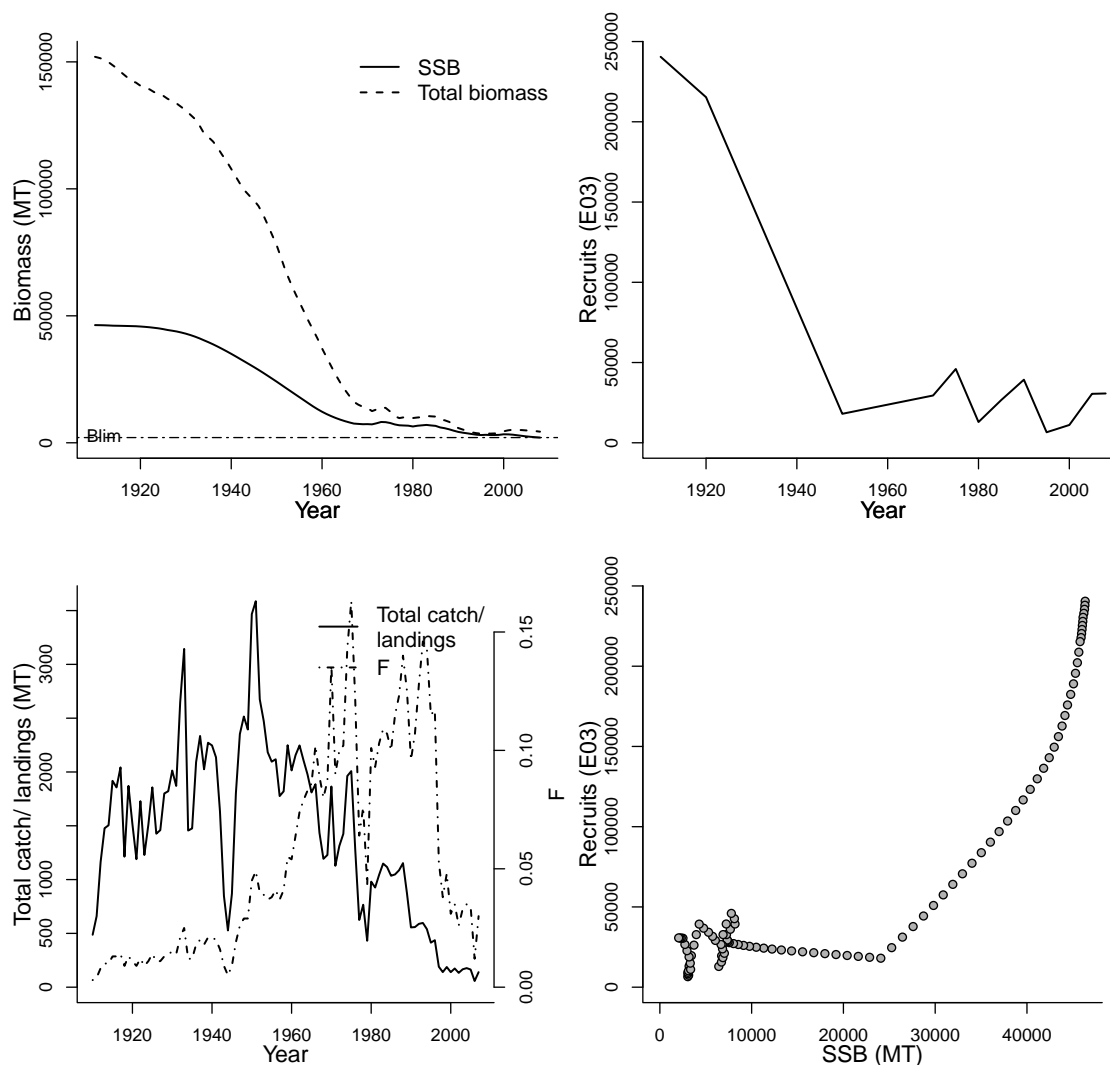 SSB
Total biomass
Biomass (MT)
0
50000
100000
150000
Blim
1920 1940 1960 1980 2000
Year
Recruits (E03)
0
50000
100000
150000
200000
250000
1920 1940 1960 1980 2000
Year
Total catch/
landings
F
Total catch/ landings (MT)
0
500
1000
2000
3000
0.00
0.05
0.10
0.15
F
1920 1940 1960 1980 2000
Year
Recruits (E03)
0
50000
100000
150000
200000
250000
0 10000 20000 30000 40000
SSB (MT)